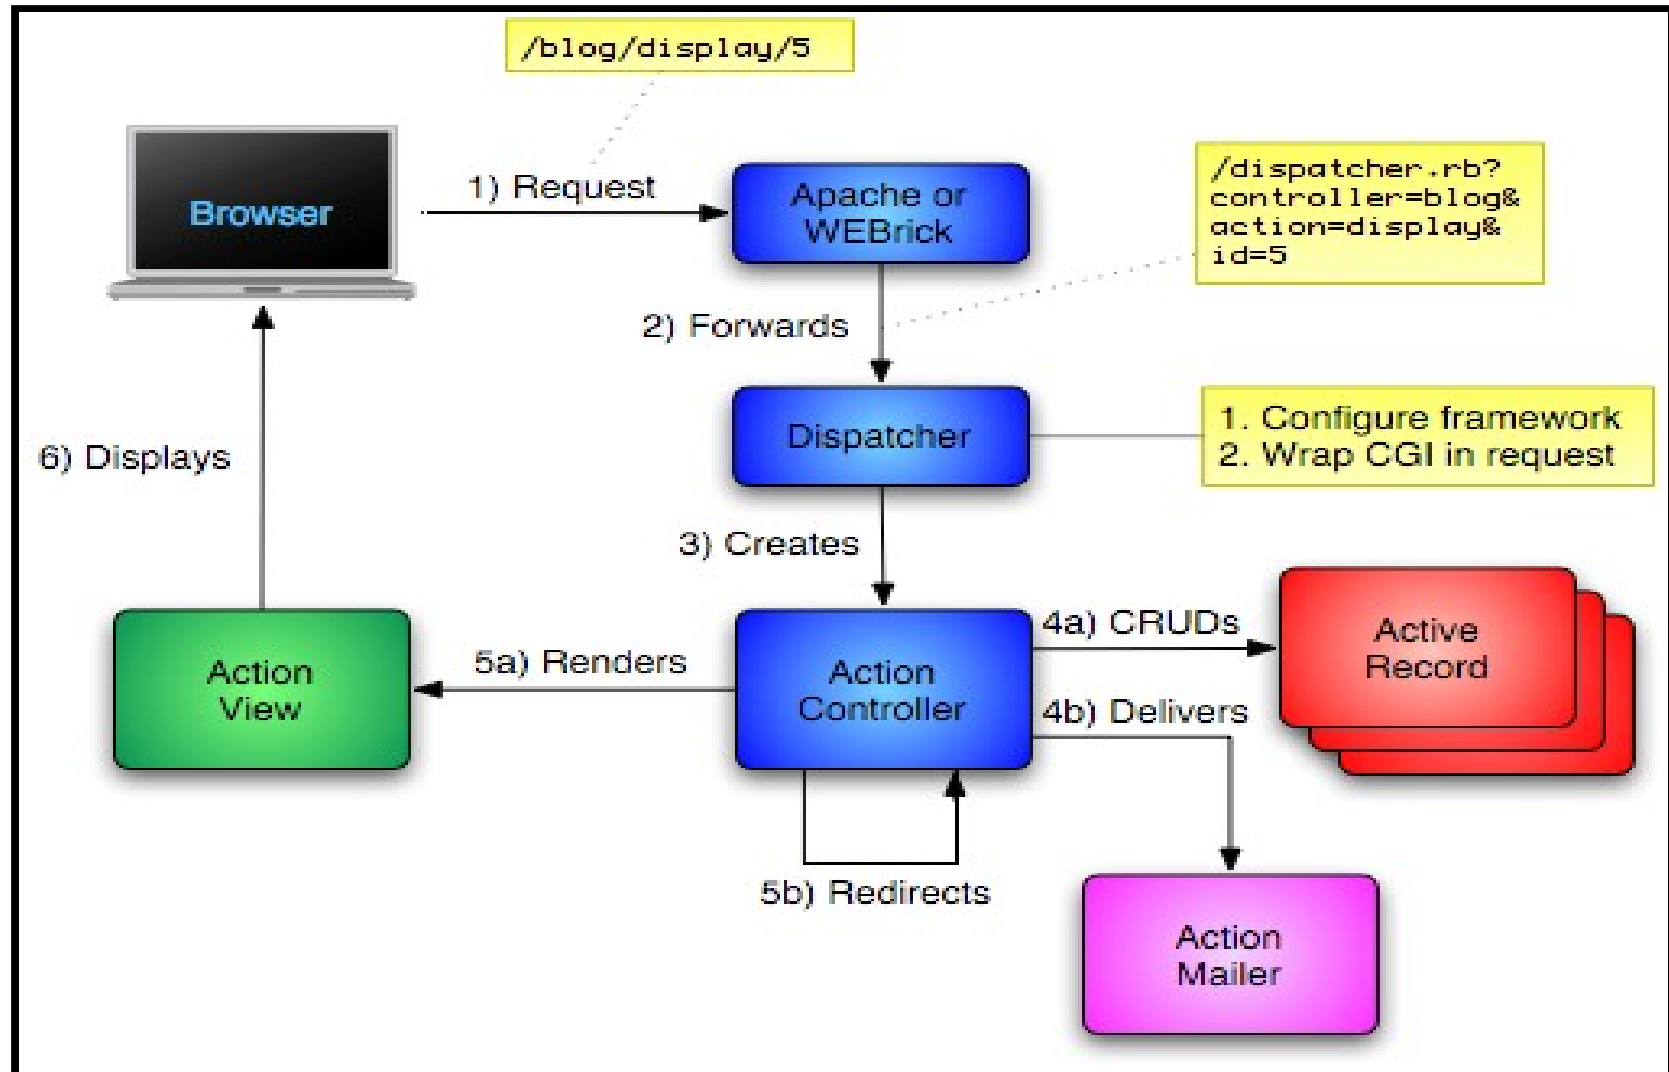 /blog/display/5
Browser
1) Request
Apache or
WEBrick
/dispatcher.rb?
controller=blog&
action=display&
id=5
2) Forwards
Dispatcher
1. Configure framework
2. Wrap CGI in request
6) Displays
3) Creates
Action
View
5a) Renders
Action
Controller
4a) CRUDs
Active
Record
4b) Delivers
5b) Redirects
Action
Mailer